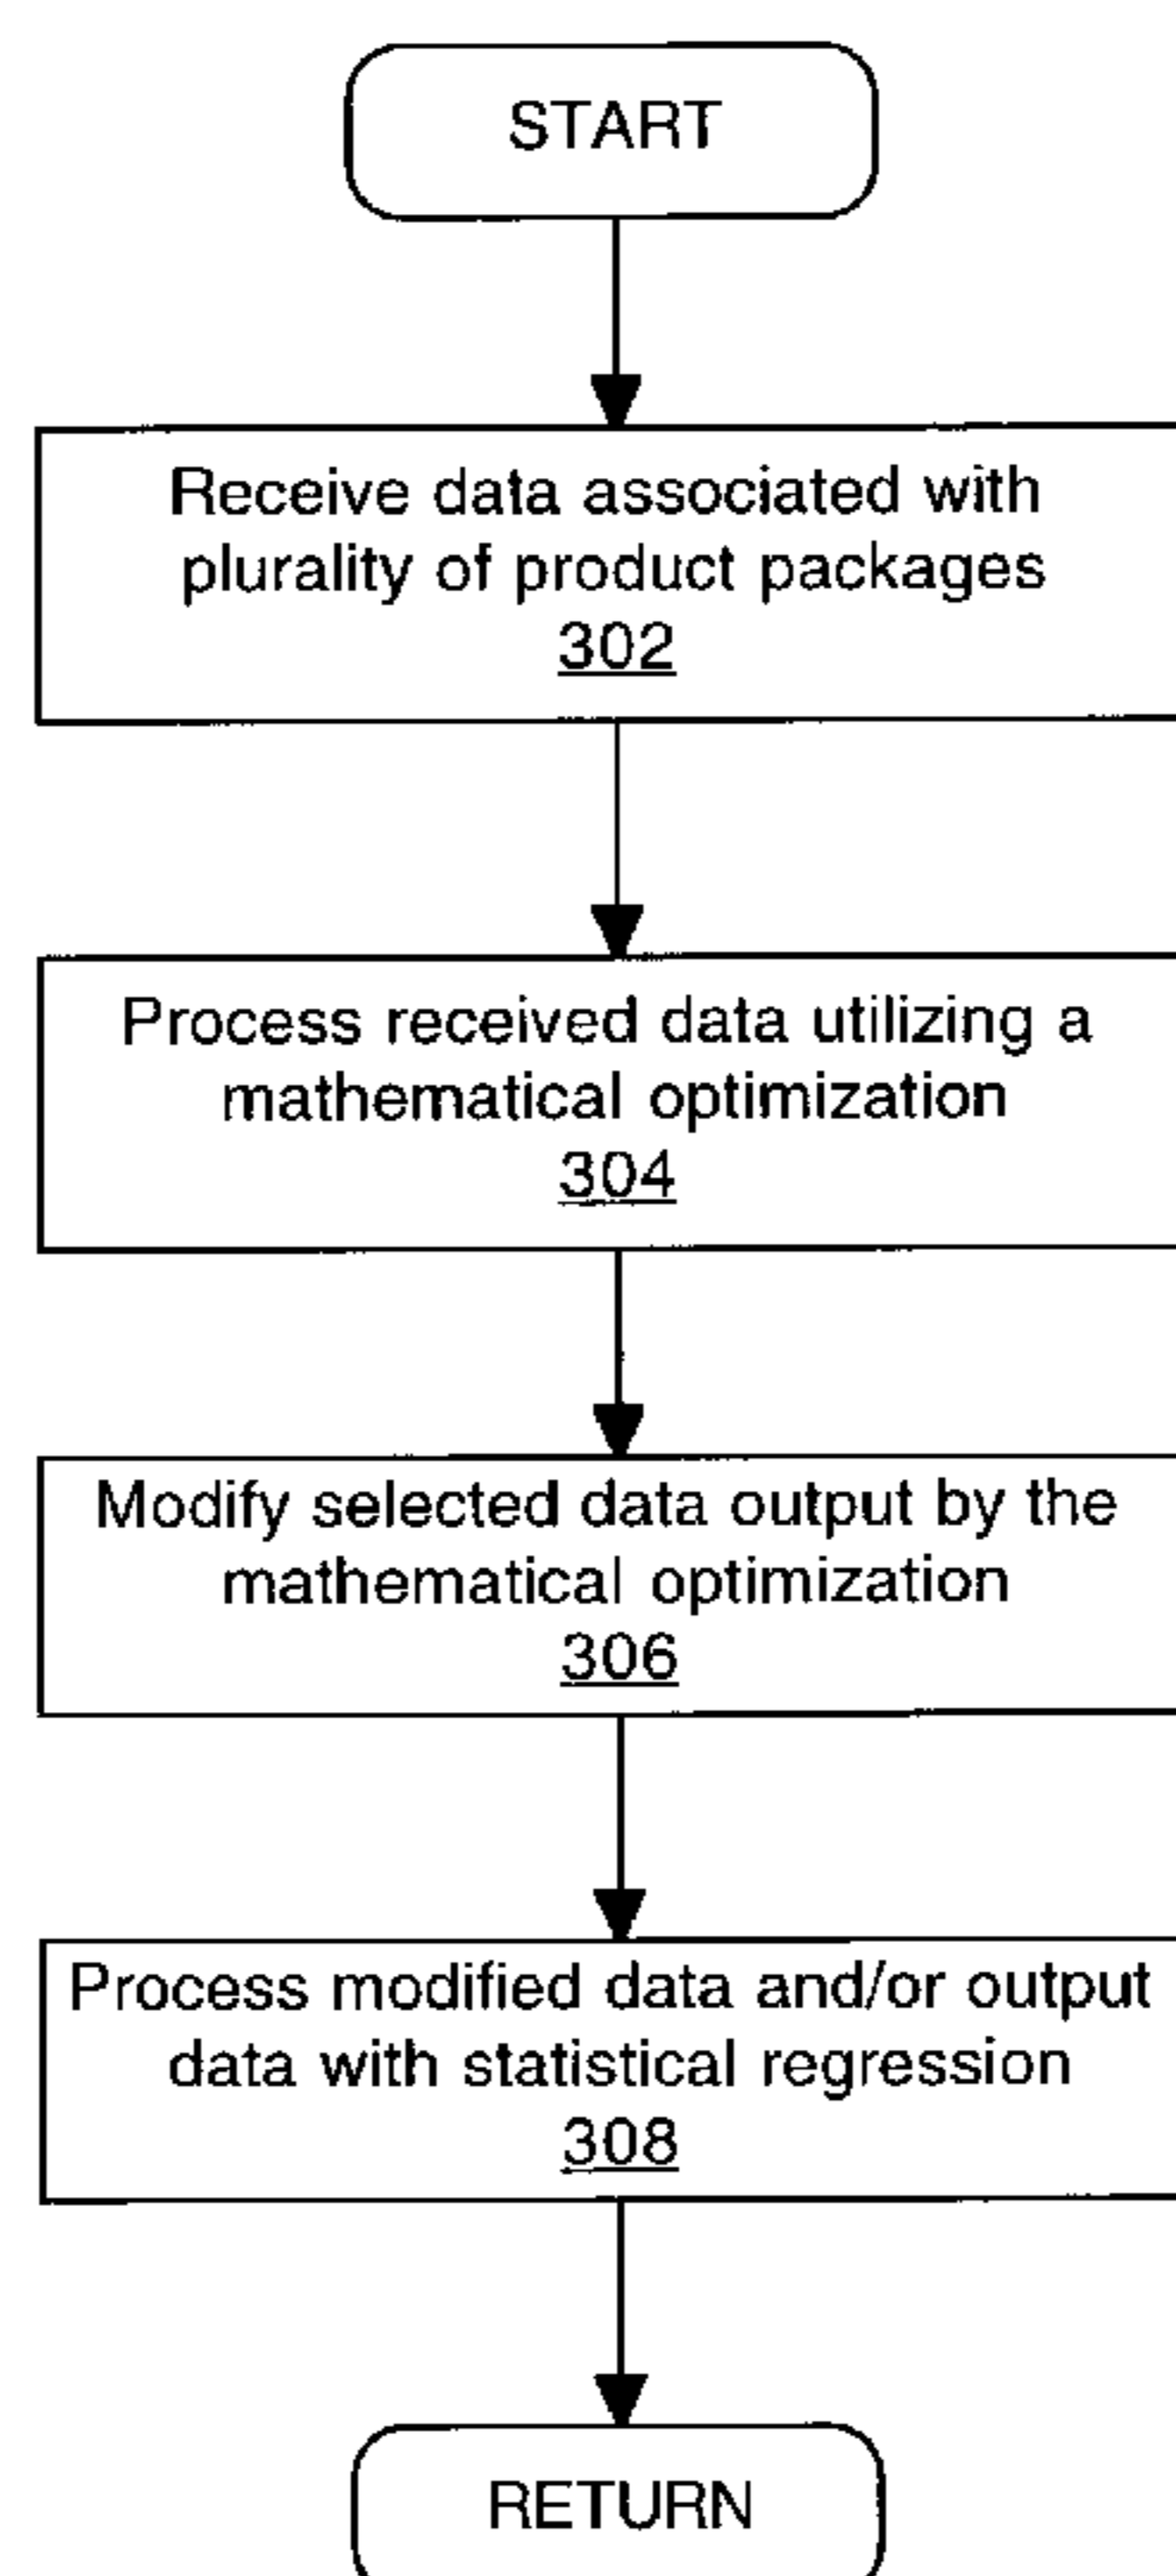 START
Receive data associated with
plurality of product packages
302
Process received data utilizing a
mathematical optimization
304
Modify selected data output by the
mathematical optimization
306
Process modified data and/or output
data with statistical regression
308
RETURN